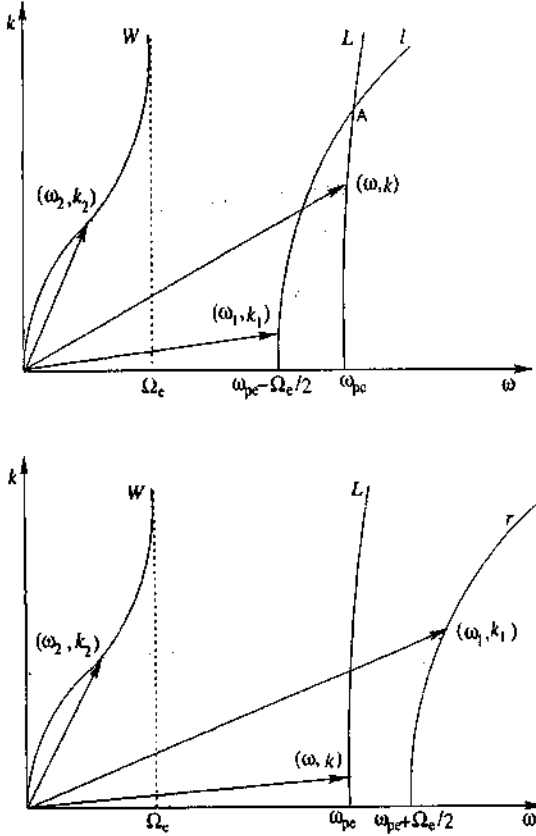 k
W
L
l
A
(ω₂, k₂)
(ω, k)
(ω₁, k₁)
Ωₑ
ωₚₑ−Ωₑ/2
ωₚₑ
ω
k
W
L
r
(ω₂, k₂)
(ω₁, k₁)
(ω, k)
Ωₑ
ωₚₑ
ωₚₑ+Ωₑ/2
ω